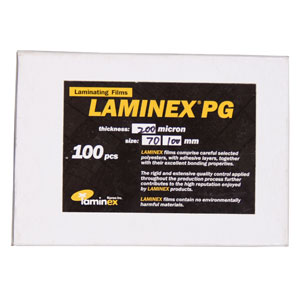 Laminating Films
LAMINEX® PG
thickness: 200 micron
size: 70 100 mm
100 pcs
LAMINEX films comprise careful selected
polyesters, with adhesive layers, together
with their excellent bonding properties.
The rigid and extensive quality control applied
throughout the production process further
contributes to the high reputation enjoyed
by LAMINEX products.
LAMINEX films contain no environmentally
harmful materials.
laminex